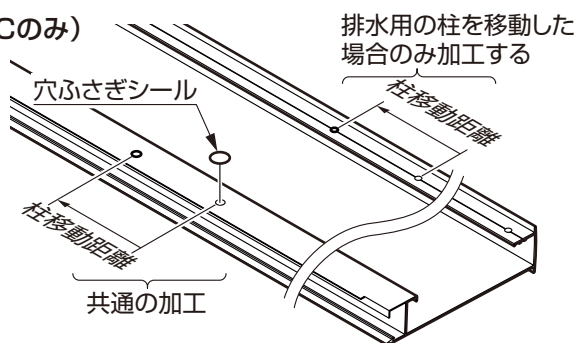 Cのみ）
排水用の柱を移動した
場合のみ加工する
穴ふさぎシール
柱移動距離
柱移動距離
共通の加工